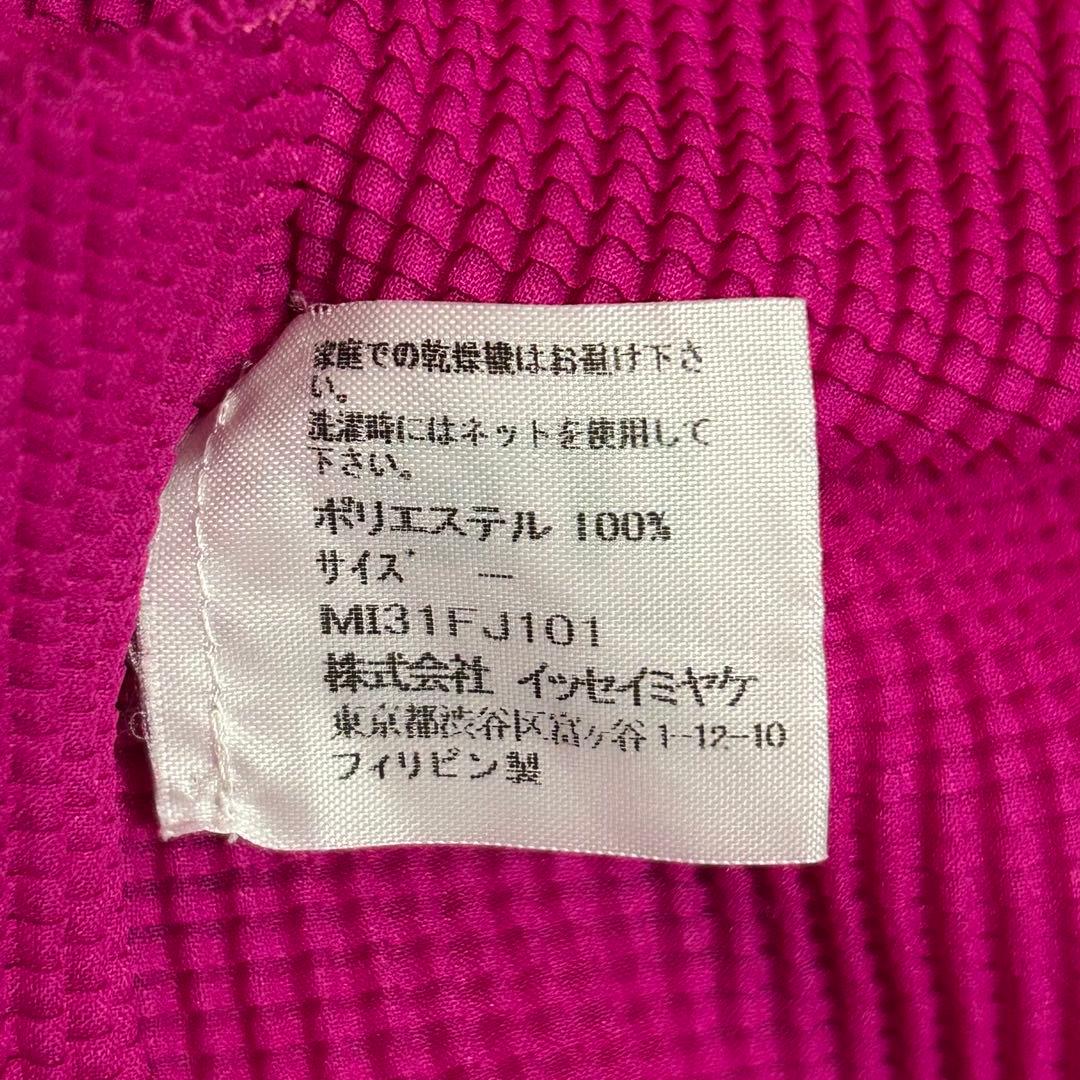 家庭での乾燥機はお避け下さ
い。
洗濯時にはネットを使用して
下さい。
ポリエステル 100%
サイズ —
MI31FJ101
株式会社 イッセイミヤケ
東京都渋谷区富ヶ谷1-12-10
フィリピン製